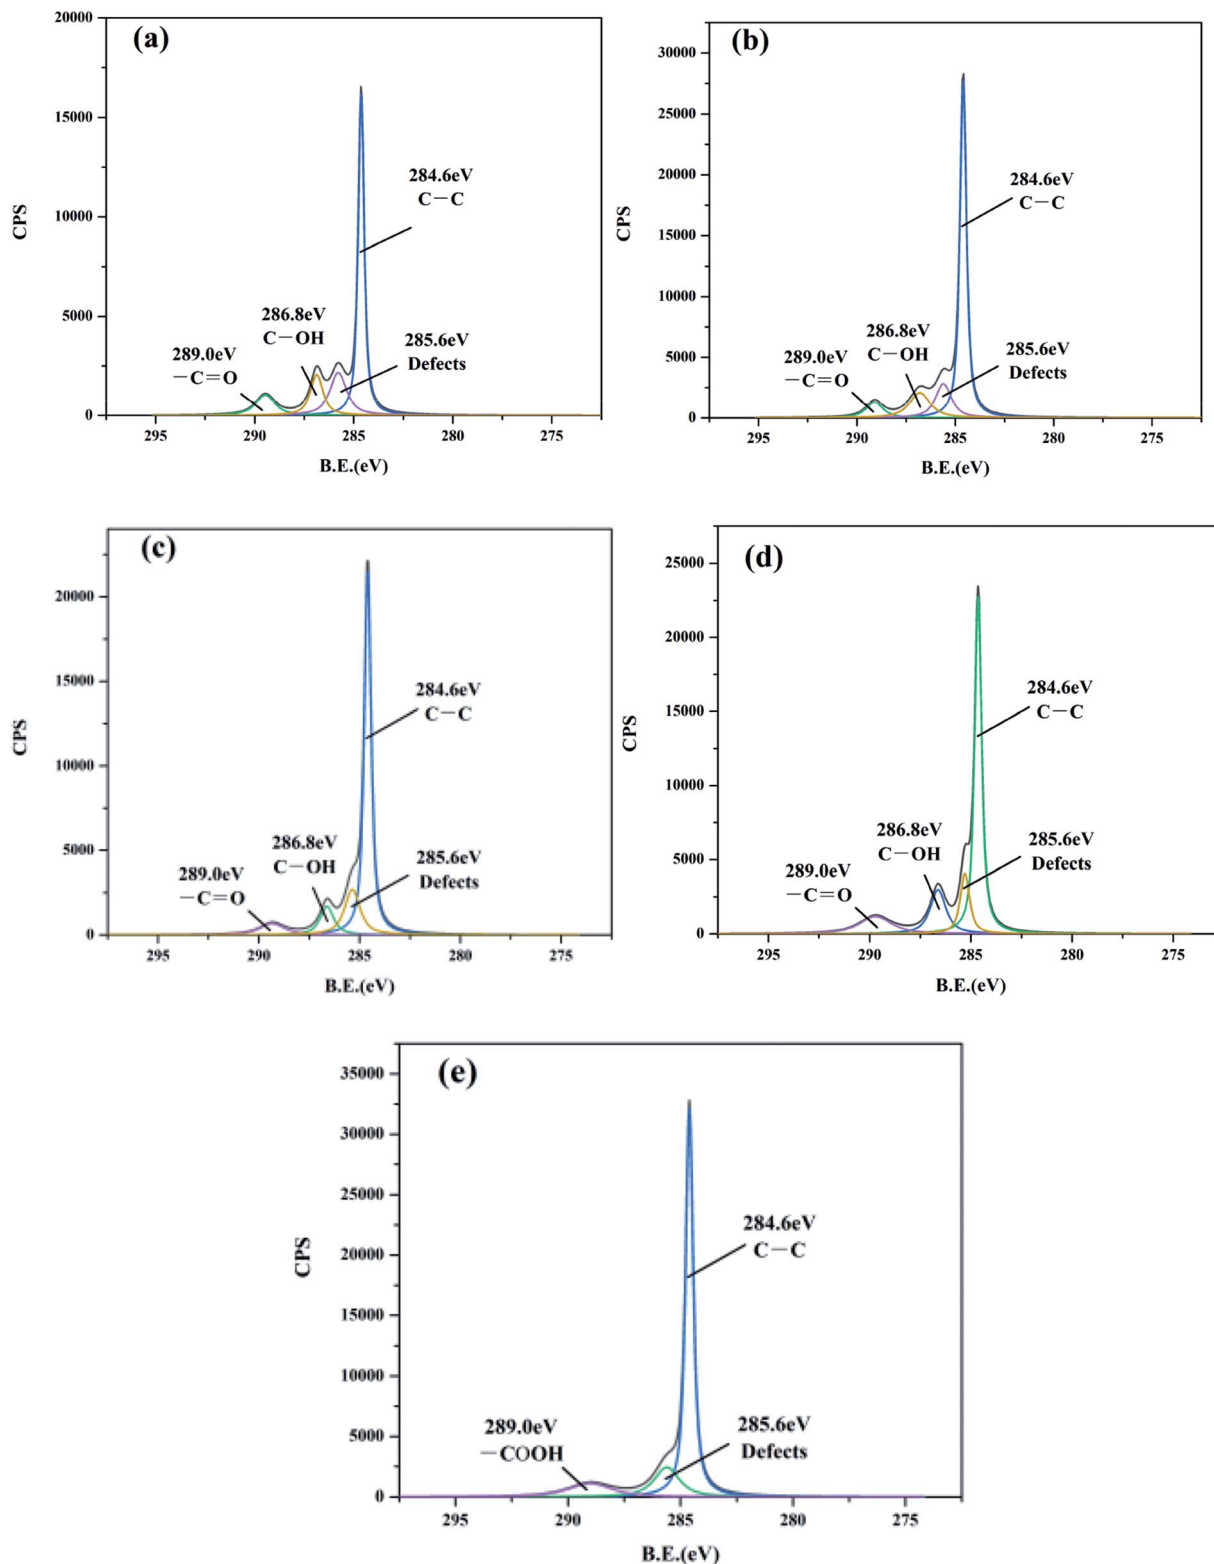 (a)
20000
15000
10000
5000
0
CPS
284.6eV
C－C
286.8eV
C－OH
285.6eV
Defects
289.0eV
－C＝O
295 290 285 280 275
B.E.(eV)
(b)
30000
25000
20000
15000
10000
5000
0
CPS
284.6eV
C－C
286.8eV
C－OH
285.6eV
Defects
289.0eV
－C＝O
295 290 285 280 275
B.E.(eV)
(c)
20000
15000
10000
5000
0
CPS
284.6eV
C－C
286.8eV
C－OH
285.6eV
Defects
289.0eV
－C＝O
295 290 285 280 275
B.E.(eV)
(d)
25000
20000
15000
10000
5000
0
CPS
284.6eV
C－C
286.8eV
C－OH
285.6eV
Defects
289.0eV
－C＝O
295 290 285 280 275
B.E.(eV)
(e)
35000
30000
25000
20000
15000
10000
5000
0
CPS
284.6eV
C－C
289.0eV
－COOH
285.6eV
Defects
295 290 285 280 275
B.E.(eV)